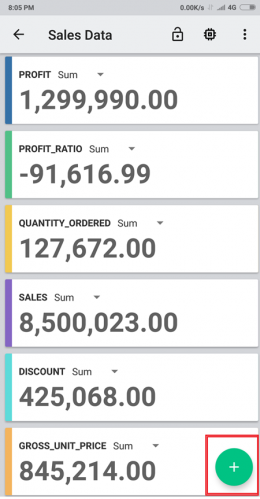 8:05 PM 0.00K/s 4G
Sales Data
PROFIT Sum
1,299,990.00
PROFIT_RATIO Sum
-91,616.99
QUANTITY_ORDERED Sum
127,672.00
SALES Sum
8,500,023.00
DISCOUNT Sum
425,068.00
GROSS_UNIT_PRICE Sum
845,214.00
+